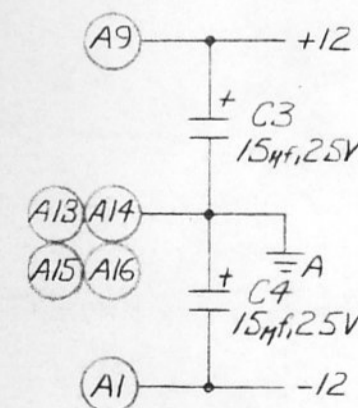 A9 +12
+ C3
15μf, 25V
A13 A14
A15 A16 A
+ C4
15μf, 25V
A1 -12